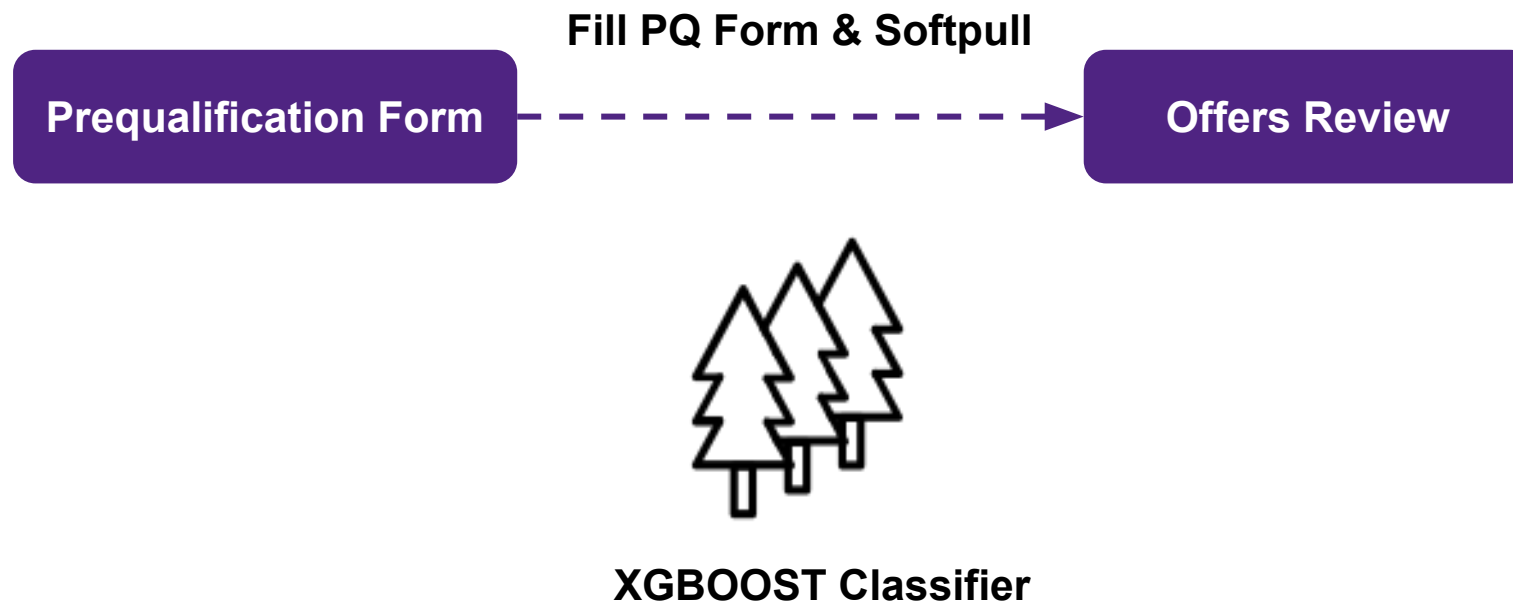 Fill PQ Form & Softpull
Prequalification Form
Offers Review
XGBOOST Classifier